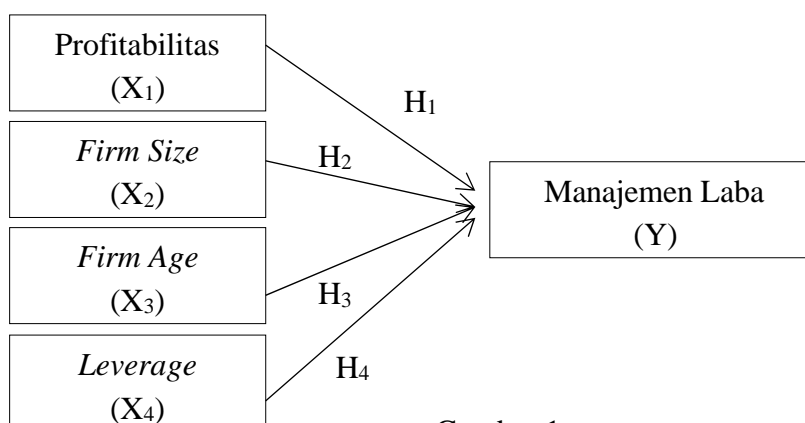 Profitabilitas
(X₁)
H₁
Firm Size
(X₂)
H₂
Manajemen Laba
(Y)
Firm Age
(X₃)
H₃
Leverage
(X₄)
H₄